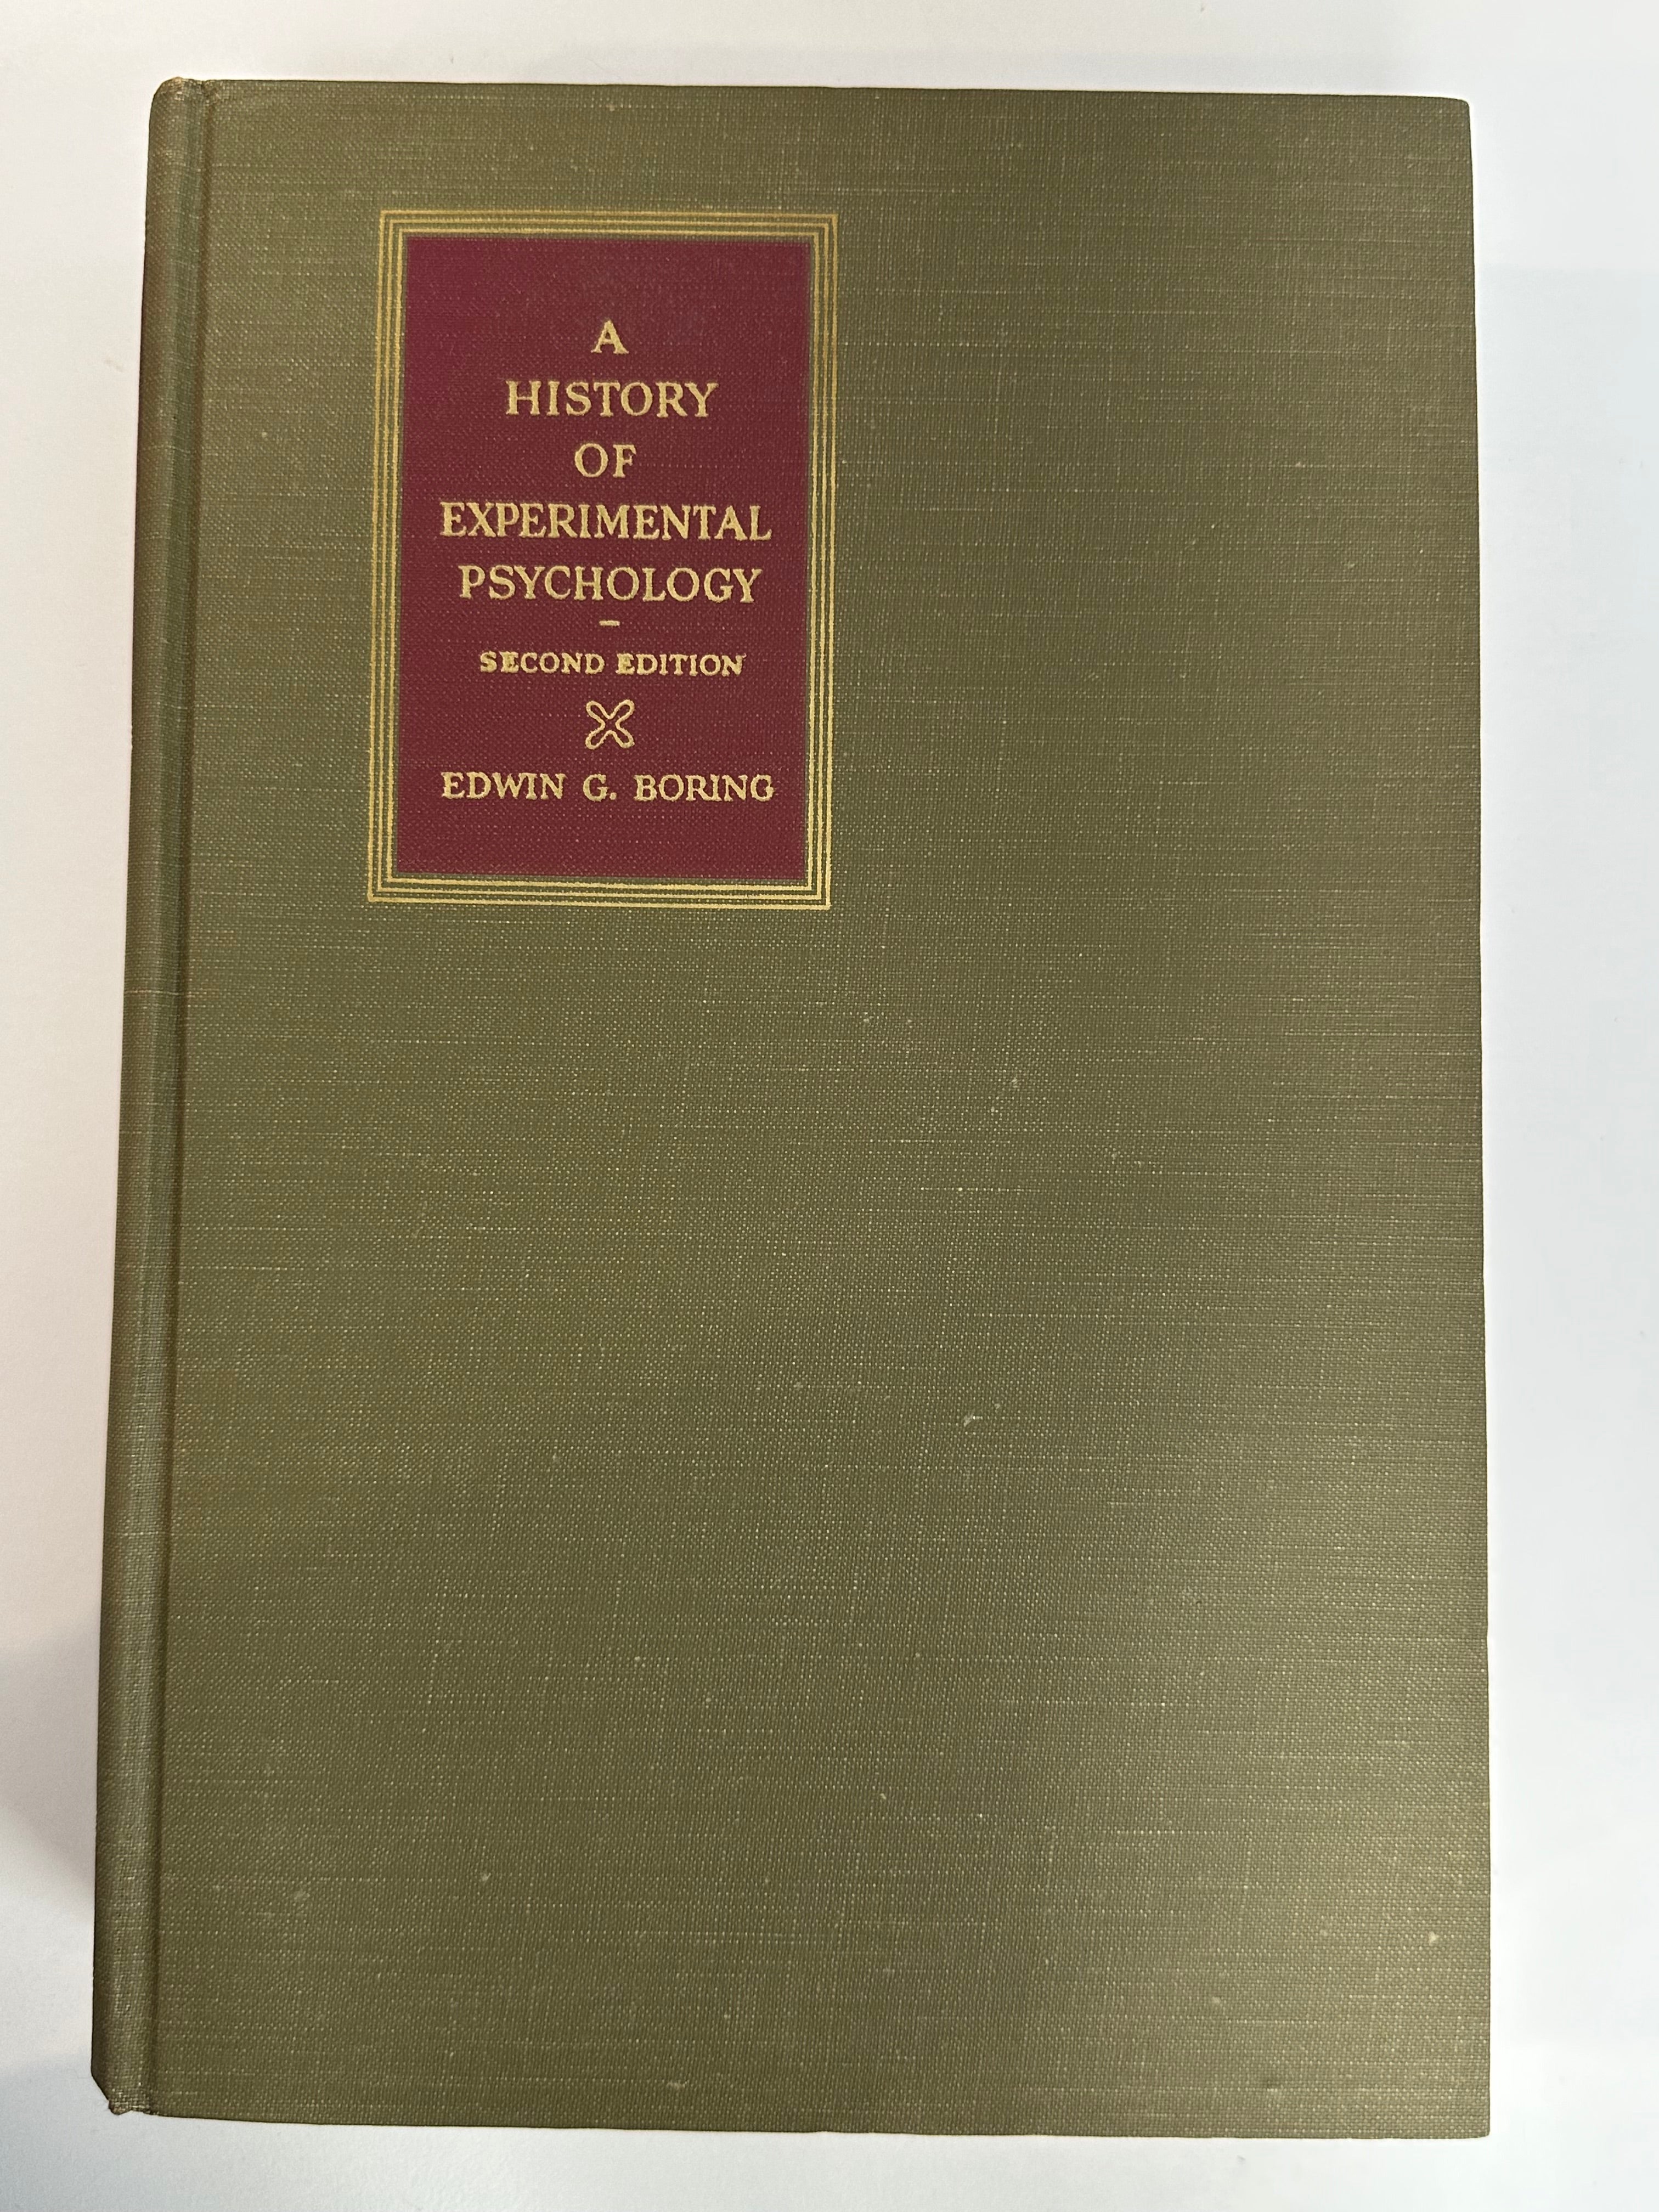 A
HISTORY
OF
EXPERIMENTAL
PSYCHOLOGY
–
SECOND EDITION
EDWIN G. BORING